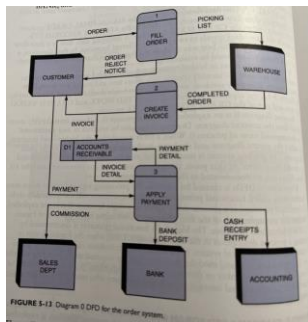 1
FILL
ORDER
ORDER
PICKING
LIST
ORDER
REJECT
NOTICE
CUSTOMER
WAREHOUSE
2
CREATE
INVOICE
COMPLETED
ORDER
INVOICE
D1 ACCOUNTS
RECEIVABLE
PAYMENT
DETAIL
INVOICE
DETAIL
3
APPLY
PAYMENT
PAYMENT
COMMISSION
BANK
DEPOSIT
CASH
RECEIPTS
ENTRY
SALES
DEPT
BANK
ACCOUNTING
FIGURE 5-13 Diagram 0 DFD for the order system.